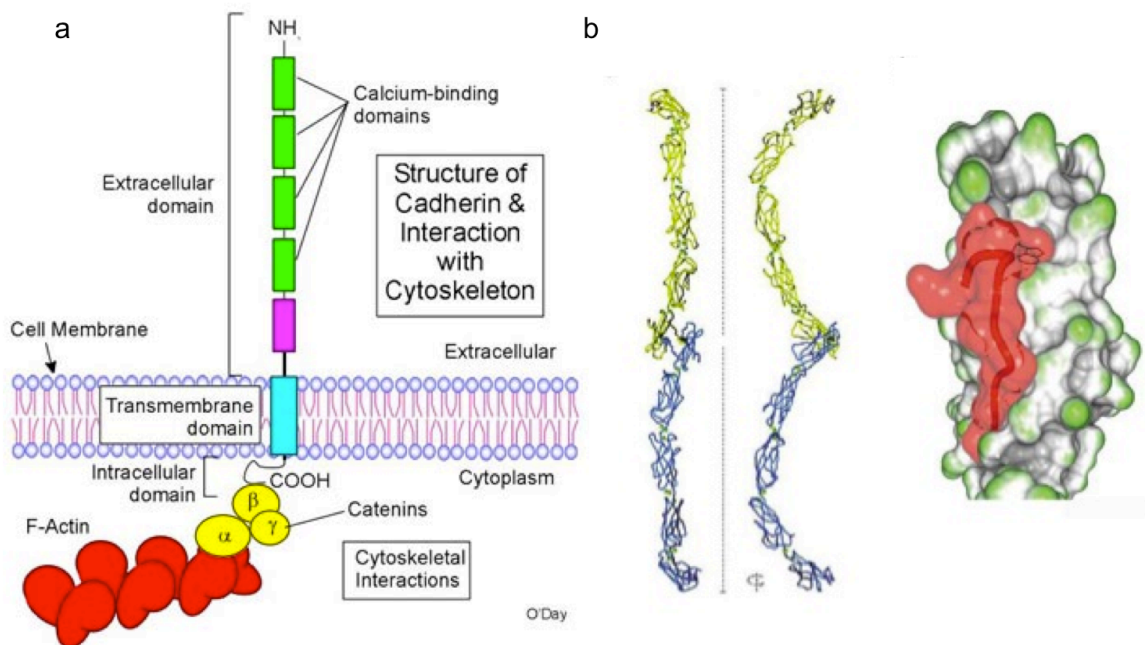 a
b
NH
Calcium-binding
domains
Extracellular
domain
Structure of
Cadherin &
Interaction
with
Cytoskeleton
Cell Membrane
Extracellular
Transmembrane
domain
Intracellular
domain
COOH
Cytoplasm
β
γ
α
Catenins
F-Actin
Cytoskeletal
Interactions
O'Day